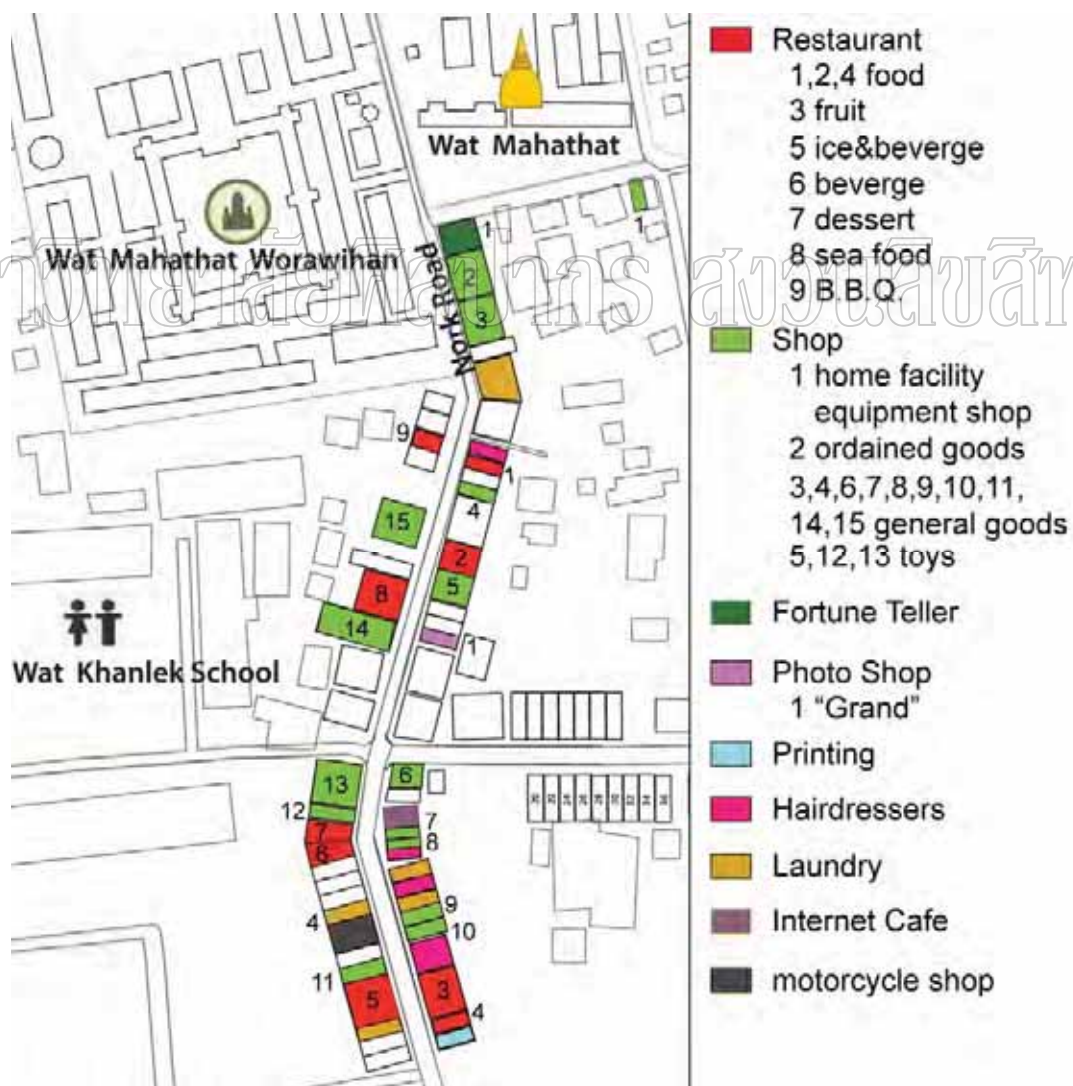 Wat Mahathat
Wat Mahathat Worawihan
Nork Road
Wat Khanlek School
1
1
2
3
9
1
4
15
2
5
8
14
1
13
12
7
6
6
7
8
4
9
10
11
5
3
4
Restaurant
1,2,4 food
3 fruit
5 ice&beverge
6 beverge
7 dessert
8 sea food
9 B.B.Q.
Shop
1 home facility
equipment shop
2 ordained goods
3,4,6,7,8,9,10,11,
14,15 general goods
5,12,13 toys
Fortune Teller
Photo Shop
1 “Grand”
Printing
Hairdressers
Laundry
Internet Cafe
motorcycle shop